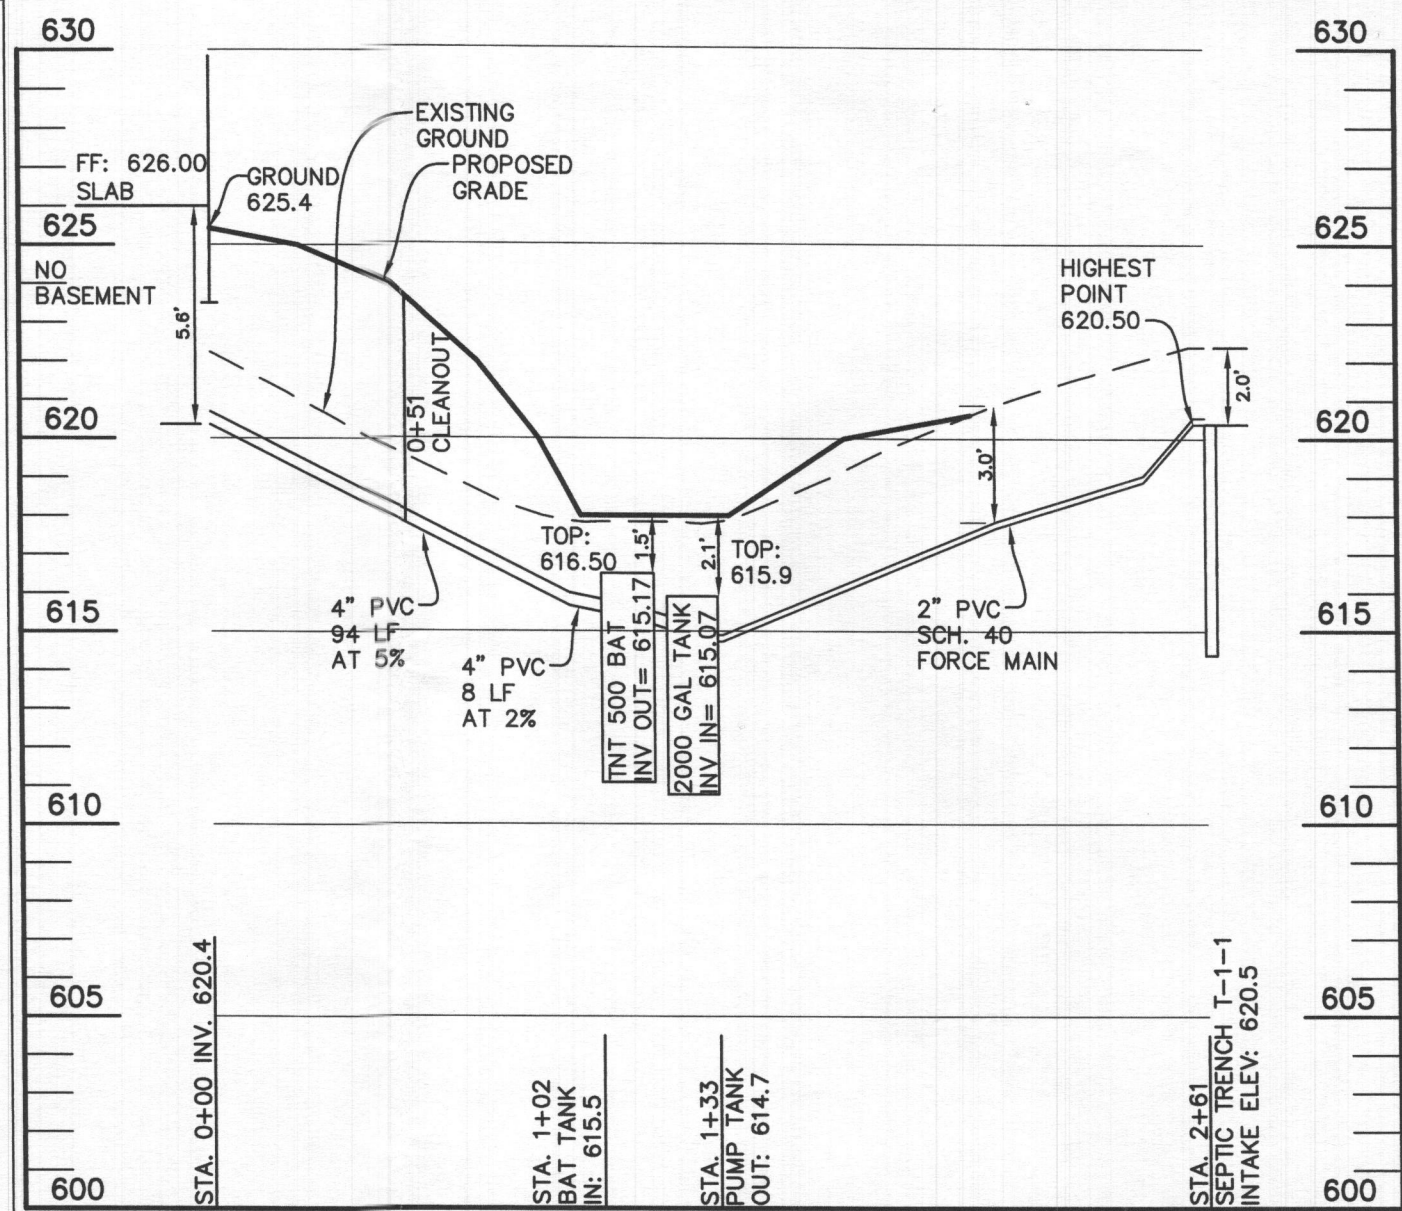 630
625
620
615
610
605
600
FF: 626.00
SLAB
NO
BASEMENT
5.6'
GROUND
625.4
EXISTING
GROUND
PROPOSED
GRADE
0+51
CLEANOUT
4" PVC
94 LF
AT 5%
4" PVC
8 LF
AT 2%
TOP:
616.50
1.5'
TNT 500 BAT
INV OUT= 615.17
2.1'
TOP:
615.9
2000 GAL TANK
INV IN= 615.07
3.0'
2" PVC
SCH. 40
FORCE MAIN
HIGHEST
POINT
620.50
2.0'
STA. 0+00 INV. 620.4
STA. 1+02
BAT TANK
IN: 615.5
STA. 1+33
PUMP TANK
OUT: 614.7
STA. 2+61
SEPTIC TRENCH T-1-1
INTAKE ELEV: 620.5
630
625
620
615
610
605
600